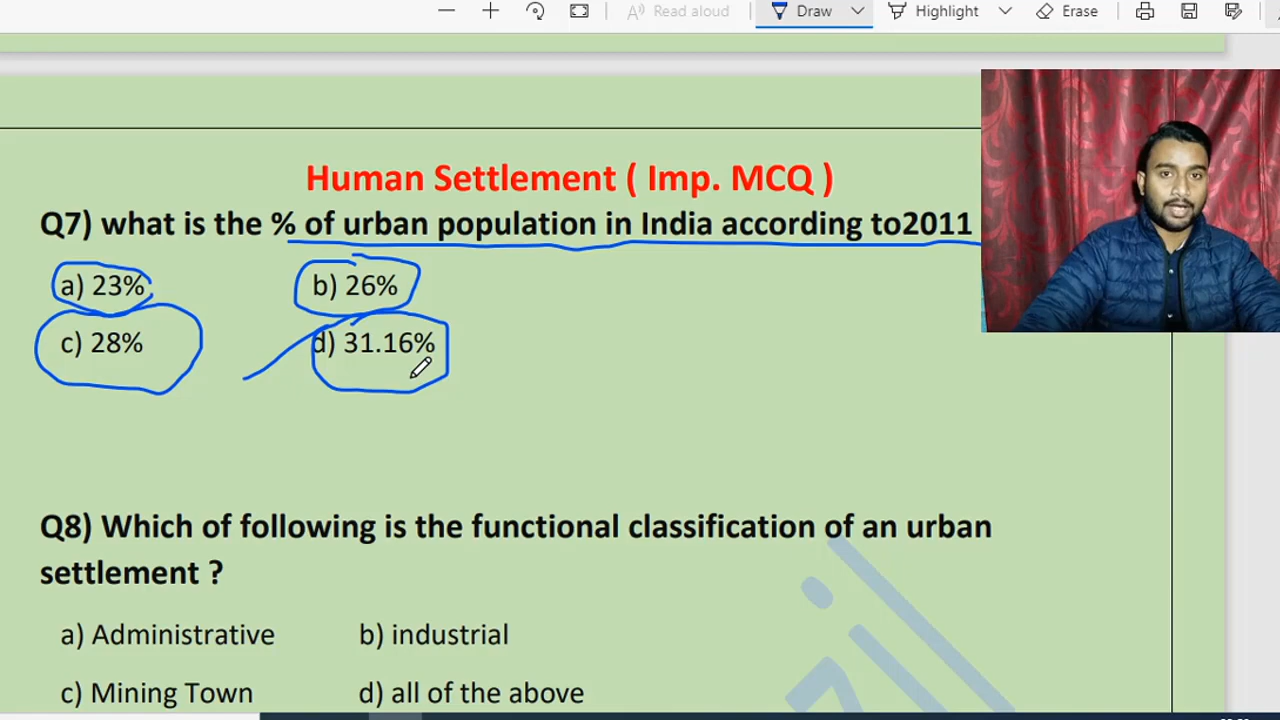 Read aloud
Draw
Highlight
Erase
Human Settlement ( Imp. MCQ )
Q7) what is the % of urban population in India according to2011
a) 23%
b) 26%
c) 28%
d) 31.16%
Q8) Which of following is the functional classification of an urban
settlement ?
a) Administrative
b) industrial
c) Mining Town
d) all of the above